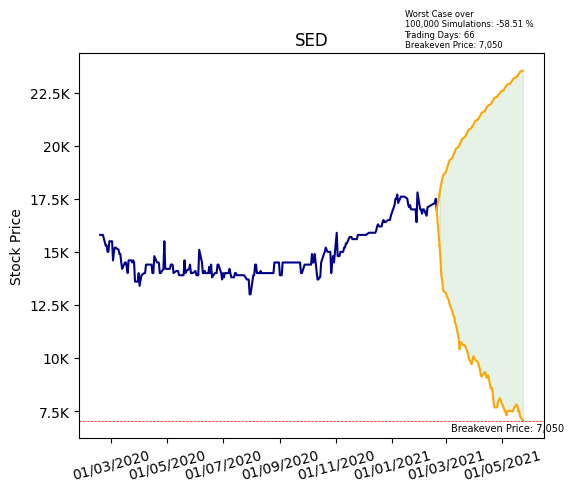 Worst Case over
100,000 Simulations: -58.51 %
Trading Days: 66
Breakeven Price: 7,050
SED
Stock Price
22.5K
20K
17.5K
15K
12.5K
10K
7.5K
Breakeven Price: 7,050
01/03/2020
01/05/2020
01/07/2020
01/09/2020
01/11/2020
01/01/2021
01/03/2021
01/05/2021